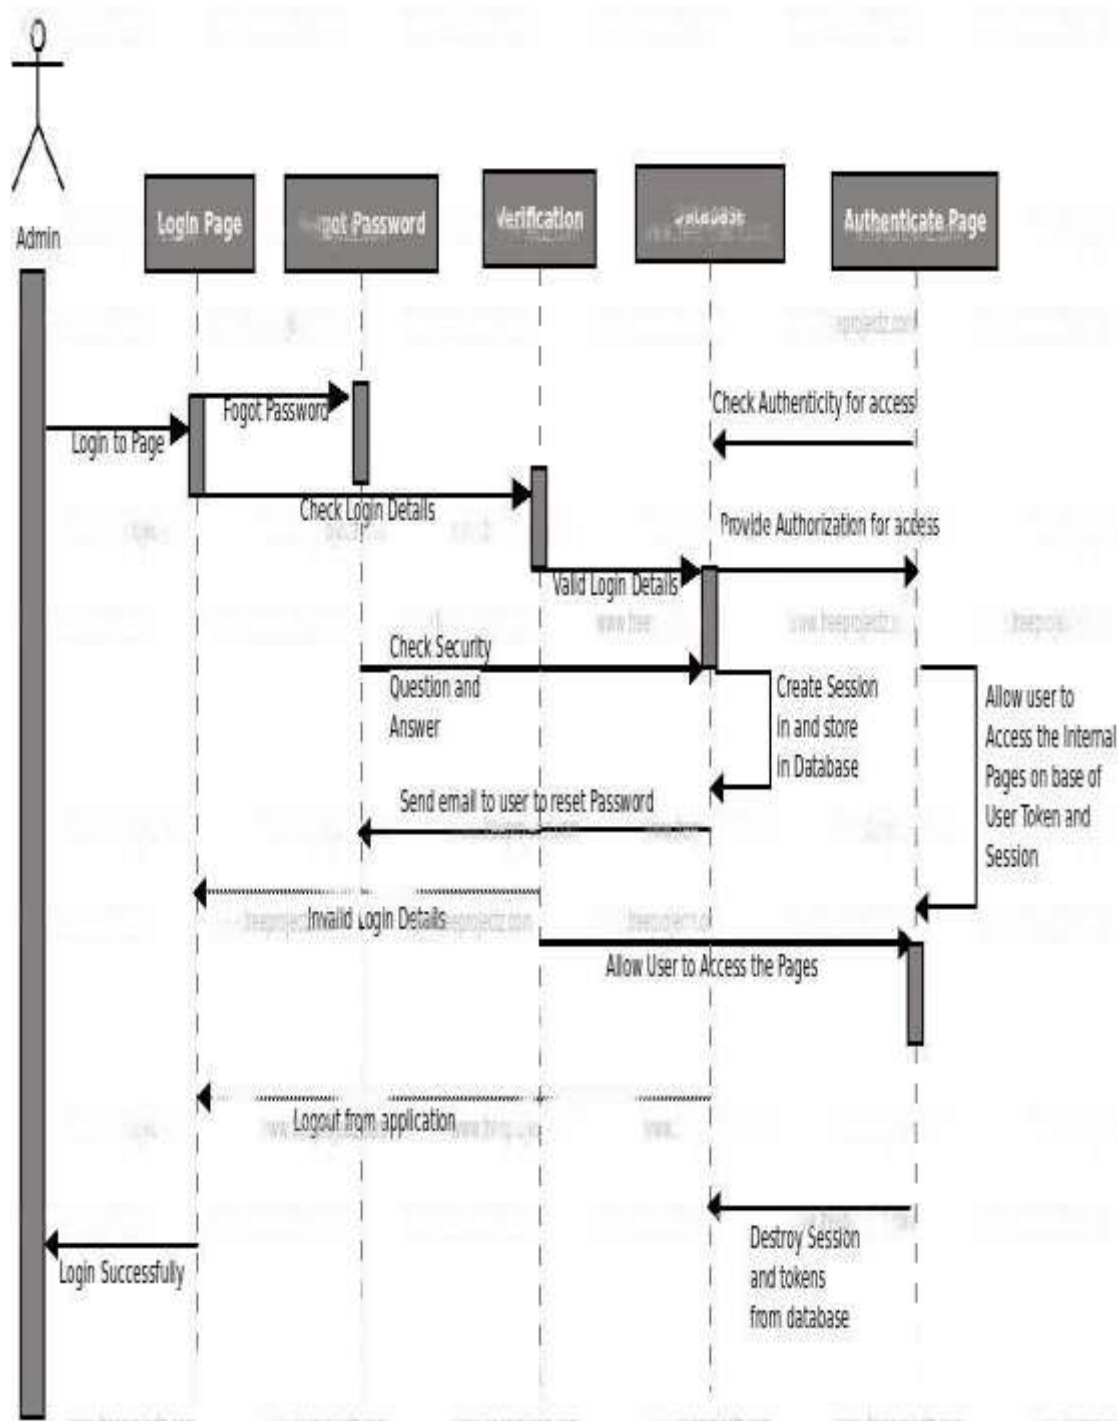 Admin
Login Page
Password
Verification
Database
Authenticate Page
Fogot Password
Login to Page
Check Authenticity for access
Check Login Details
Provide Authorization for access
Valid Login Details
Check Security
Question and
Answer
Create Session
in and store
in Database
Allow user to
Access the Internal
Pages on base of
User Token and
Session
Send email to user to reset Password
Invalid Login Details
Allow User to Access the Pages
Logout from application
Destroy Session
and tokens
from database
Login Successfully